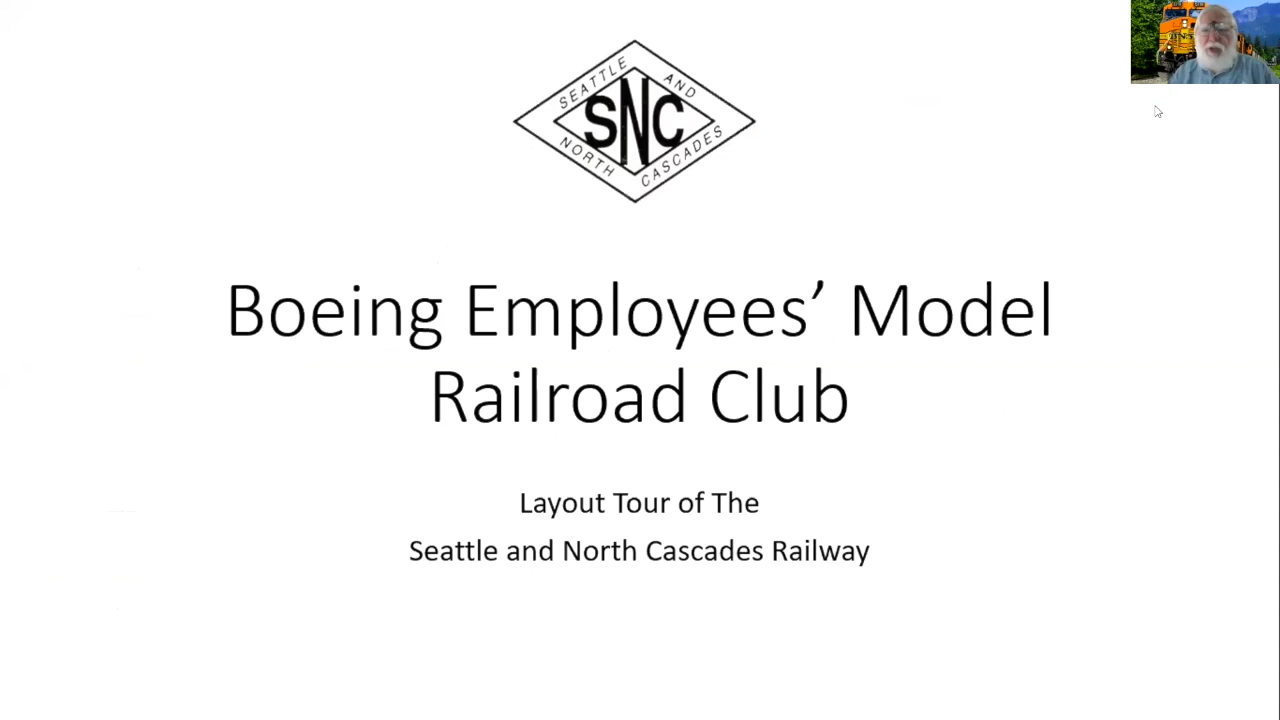 SEATTLE AND
SNC
NORTH CASCADES
Boeing Employees’ Model
Railroad Club
Layout Tour of The
Seattle and North Cascades Railway